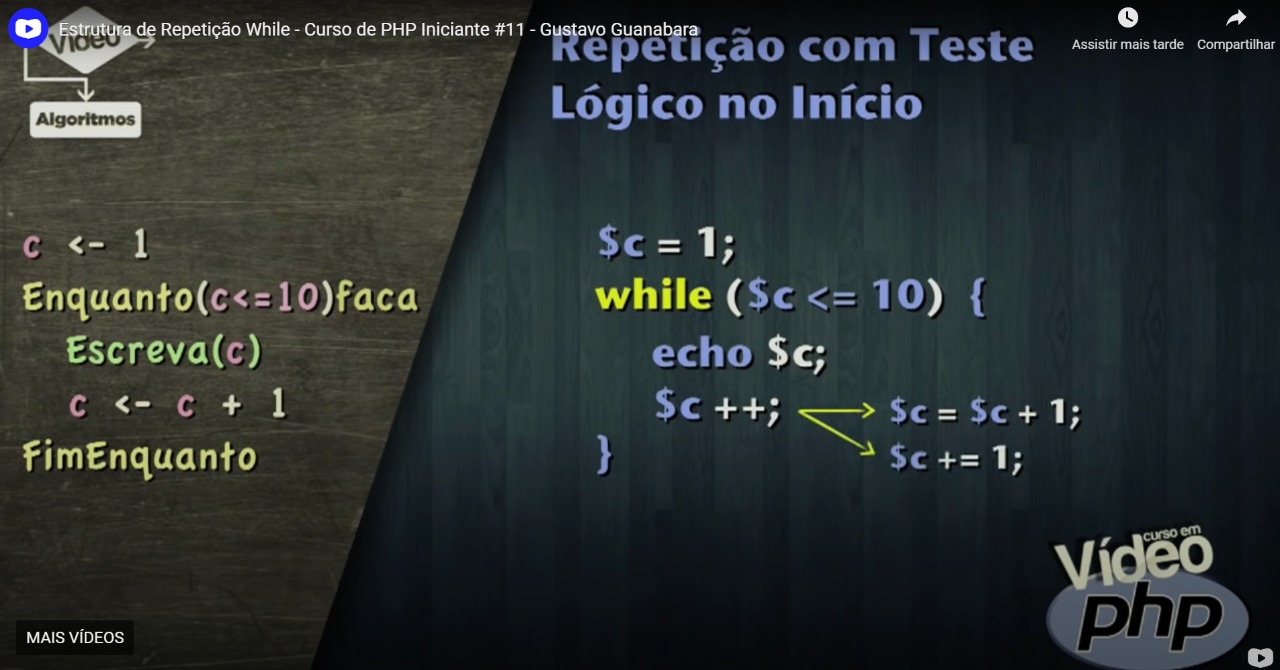 Estrutura de Repetição While - Curso de PHP Iniciante #11 - Gustavo Guanabara
Assistir mais tarde
Compartilhar
Vídeo
Algoritmos
Repetição com Teste
Lógico no Início
c <- 1
Enquanto(c<=10)faca
Escreva(c)
c <- c + 1
FimEnquanto
$c = 1;
while ($c <= 10) {
echo $c;
$c ++;
$c = $c + 1;
$c += 1;
}
curso em
Vídeo
php
MAIS VÍDEOS